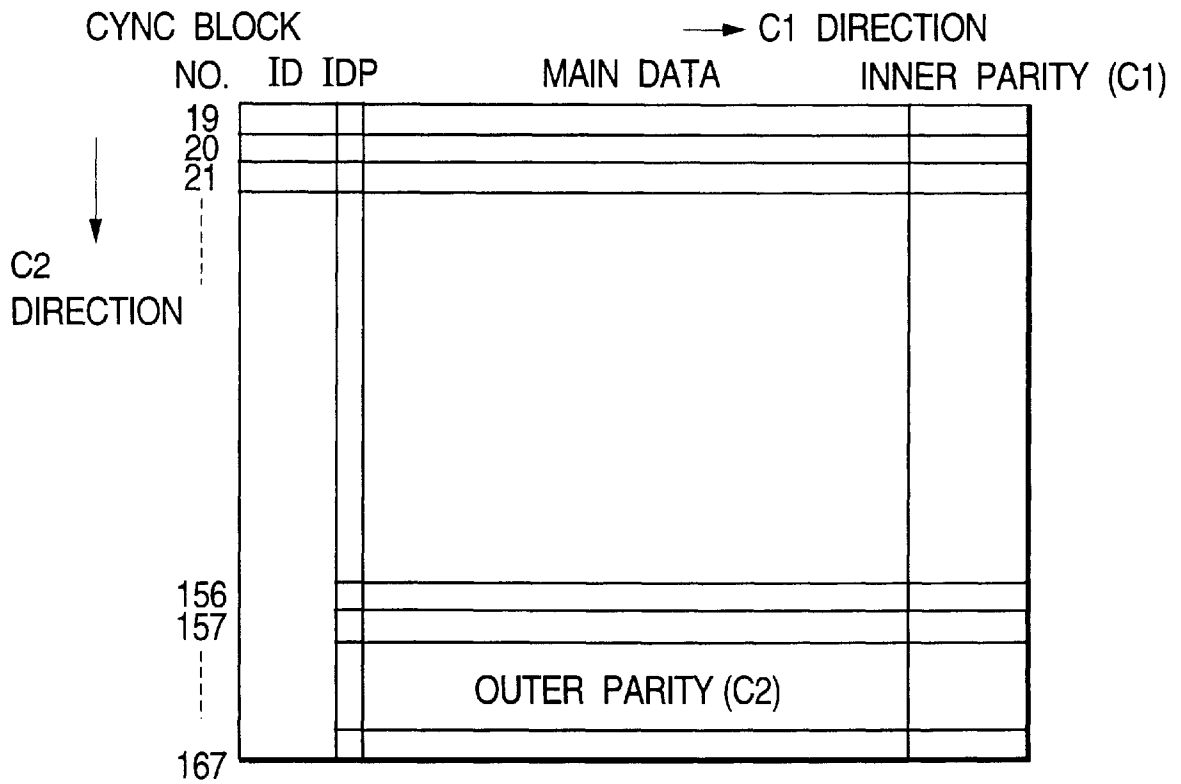 CYNC BLOCK
→ C1 DIRECTION
NO. ID IDP MAIN DATA INNER PARITY (C1)
19
20
21
C2
DIRECTION
156
157
OUTER PARITY (C2)
167